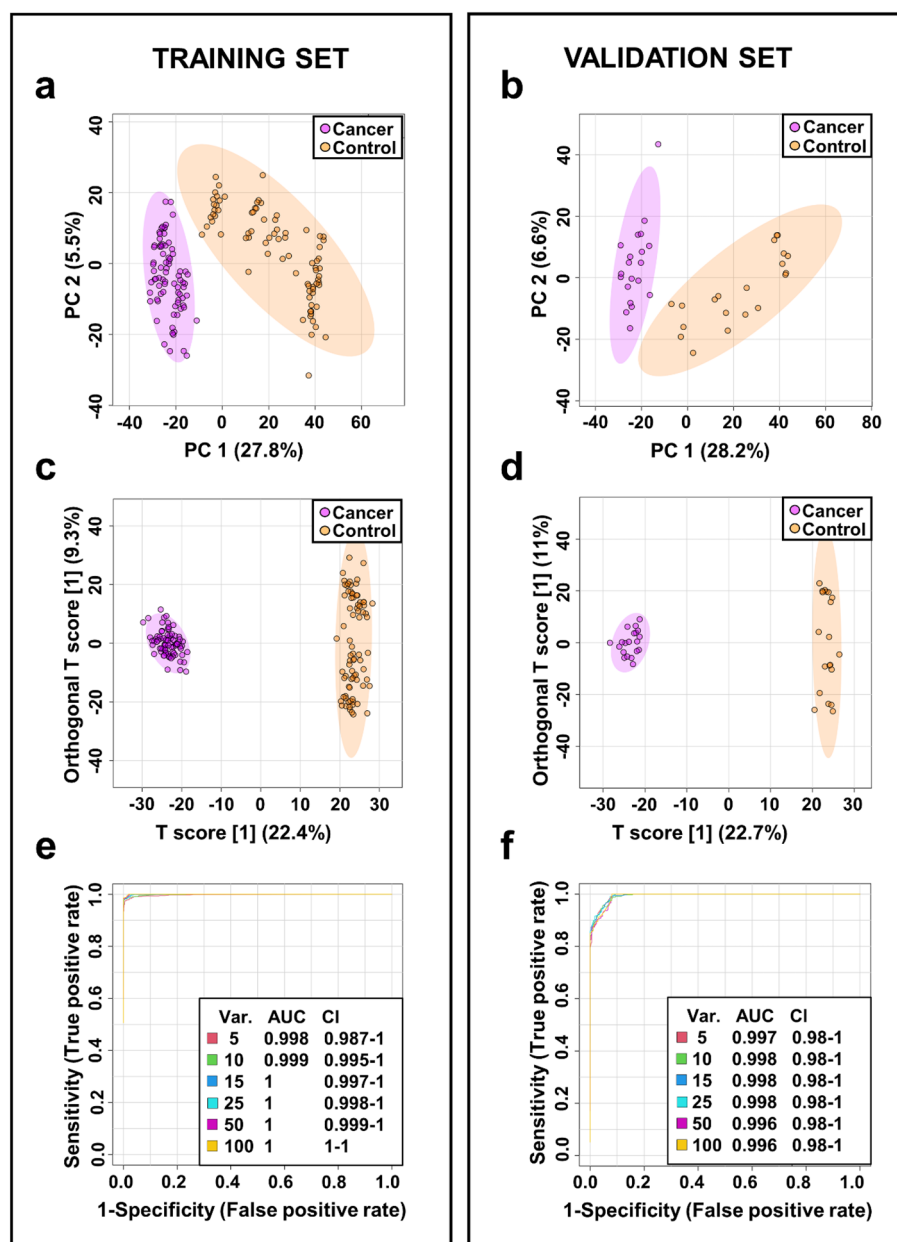 TRAINING SET
a
Cancer
Control
40
20
0
-20
-40
PC 2 (5.5%)
-40 -20 0 20 40 60
PC 1 (27.8%)
c
Cancer
Control
40
20
0
-20
-40
Orthogonal T score [1] (9.3%)
-30 -20 -10 0 10 20 30
T score [1] (22.4%)
e
1.0
0.8
0.6
0.4
0.2
0.0
Sensitivity (True positive rate)
Var. AUC CI
5 0.998 0.987-1
10 0.999 0.995-1
15 1 0.997-1
25 1 0.998-1
50 1 0.999-1
100 1 1-1
0.0 0.2 0.4 0.6 0.8 1.0
1-Specificity (False positive rate)
VALIDATION SET
b
Cancer
Control
40
20
0
-20
-40
PC 2 (6.6%)
-40 -20 0 20 40 60 80
PC 1 (28.2%)
d
Cancer
Control
40
20
0
-20
-40
Orthogonal T score [1] (11%)
-30 -20 -10 0 10 20 30
T score [1] (22.7%)
f
1.0
0.8
0.6
0.4
0.2
0.0
Sensitivity (True positive rate)
Var. AUC CI
5 0.997 0.98-1
10 0.998 0.98-1
15 0.998 0.98-1
25 0.998 0.98-1
50 0.996 0.98-1
100 0.996 0.98-1
0.0 0.2 0.4 0.6 0.8 1.0
1-Specificity (False positive rate)